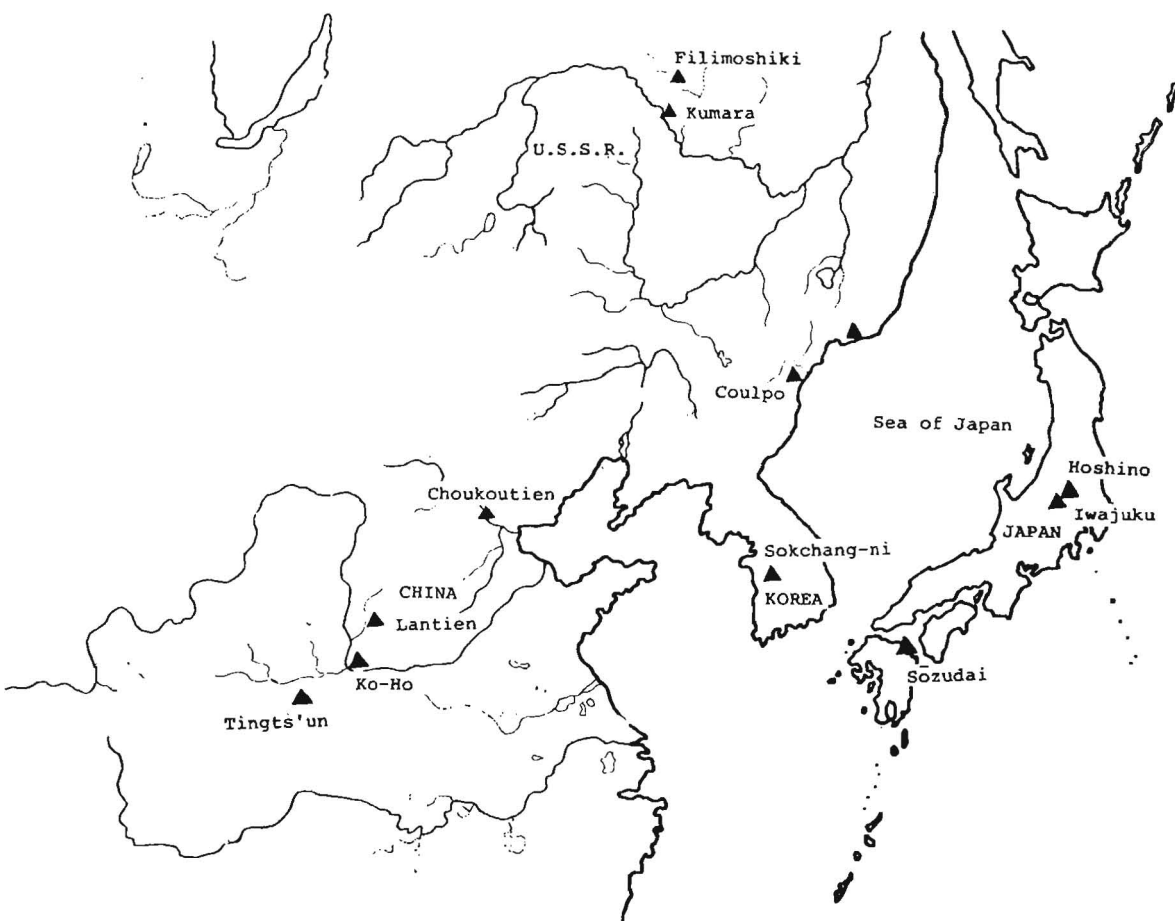 Filimoshiki
Kumara
U.S.S.R.
Coulpo
Sea of Japan
Hoshino
Iwajuku
JAPAN
Choukoutien
Sokchang-ni
KOREA
CHINA
Lantien
Ko-Ho
Sōzudai
Tingts'un